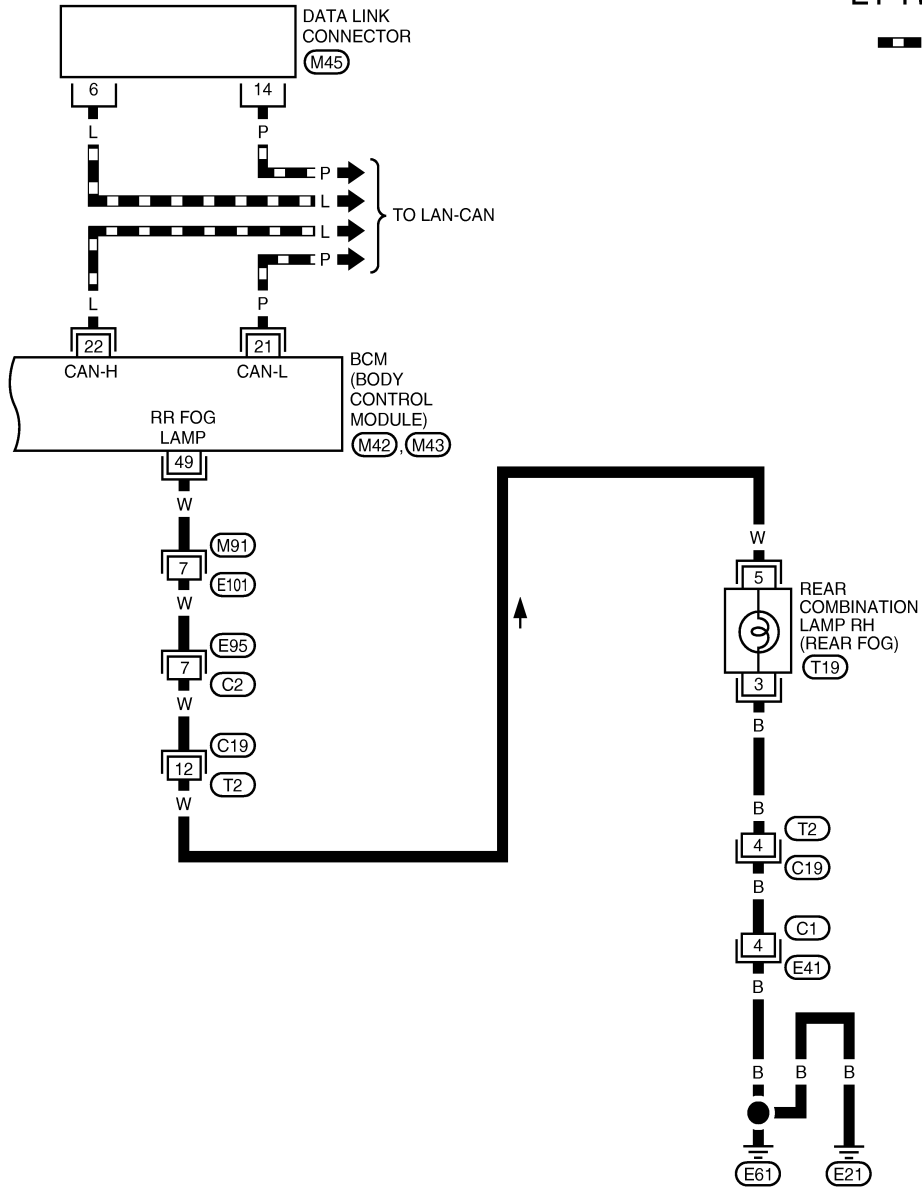 DATA LINK
CONNECTOR
M45
6
14
L
P
P
L
TO LAN-CAN
L
P
L
P
22
21
CAN-H
CAN-L
BCM
(BODY
CONTROL
MODULE)
M42 , M43
RR FOG
LAMP
49
W
M91
7
E101
W
E95
7
C2
W
C19
12
T2
W
W
5
REAR
COMBINATION
LAMP RH
(REAR FOG)
T19
3
B
B
T2
4
C19
B
C1
4
E41
B
B
B
B
E61
E21